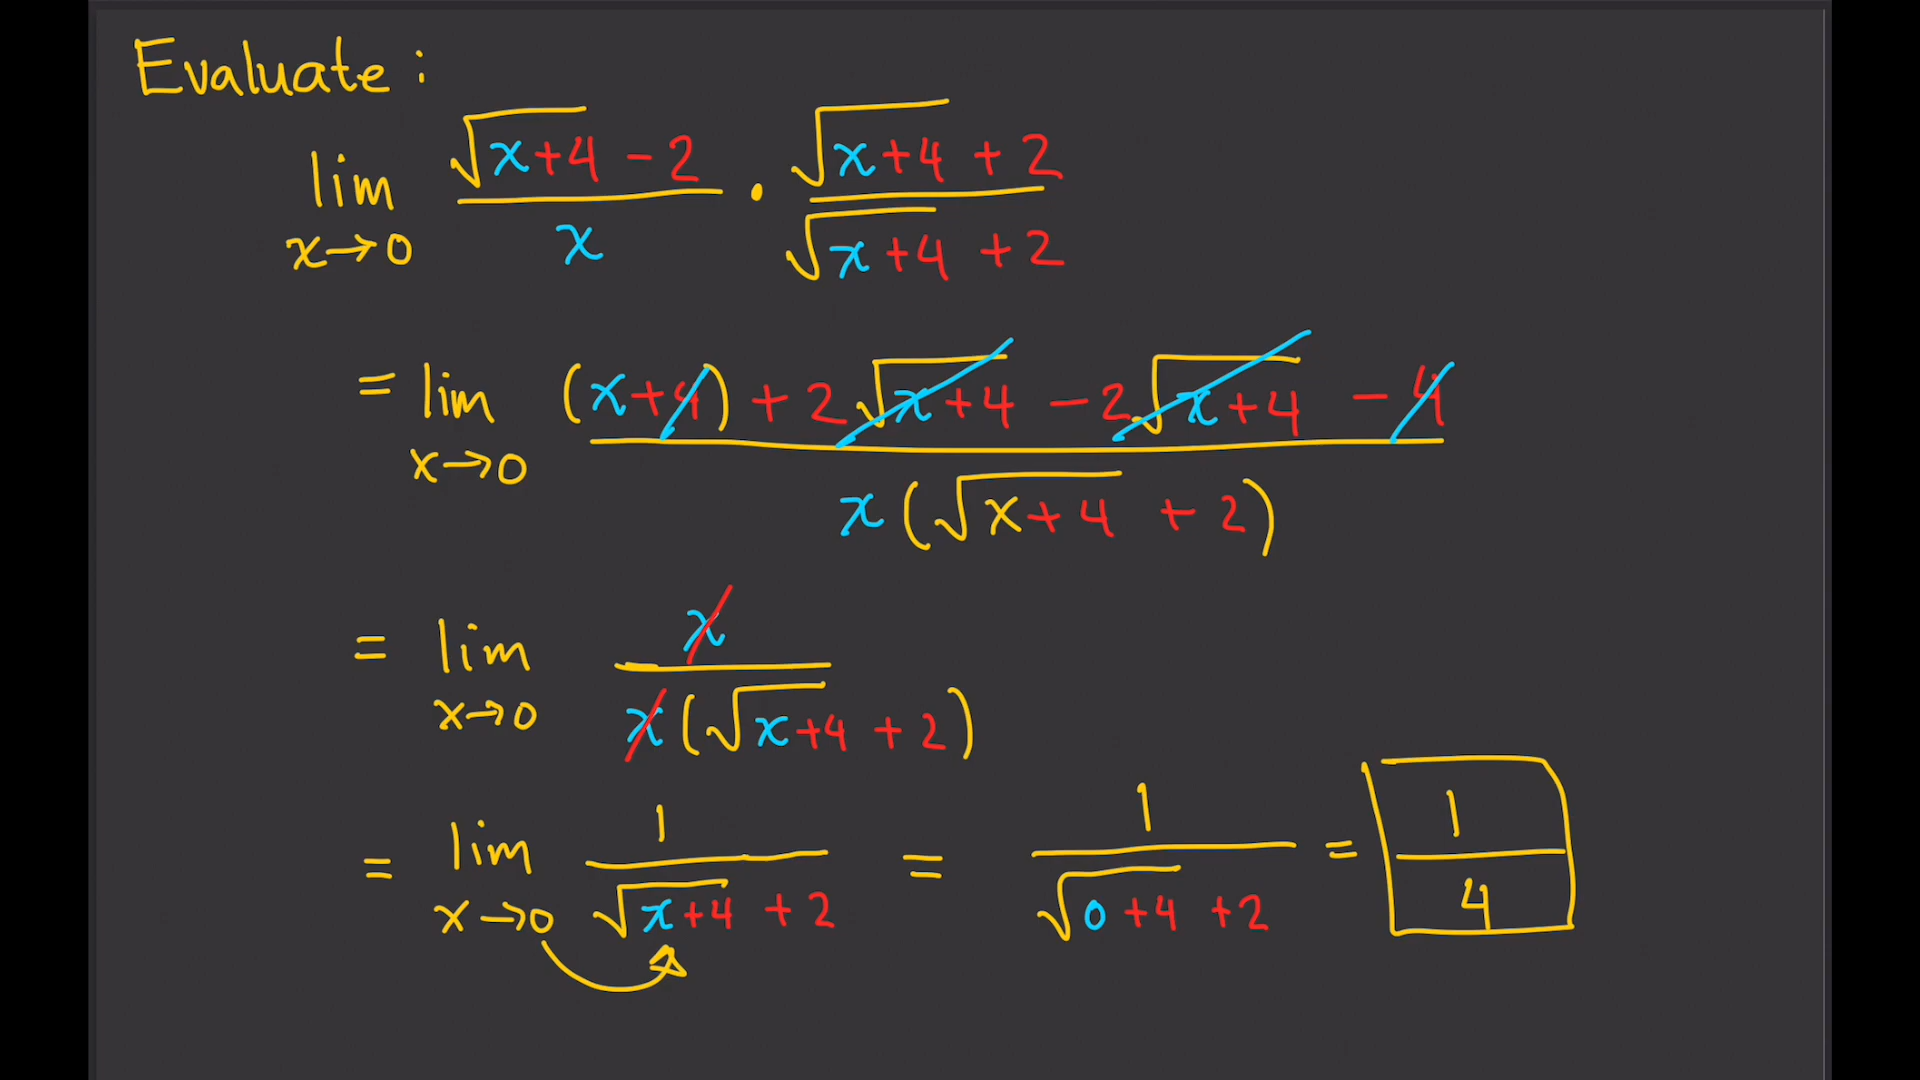 Evaluate:
lim x→0 (√(x+4) - 2)/x · (√(x+4) + 2)/(√(x+4) + 2)
= lim x→0 ((x+4) + 2√(x+4) - 2√(x+4) - 4)/(x(√(x+4) + 2))
= lim x→0 x/(x(√(x+4) + 2))
= lim x→0 1/(√(x+4) + 2) = 1/(√(0+4) + 2) = 1/4